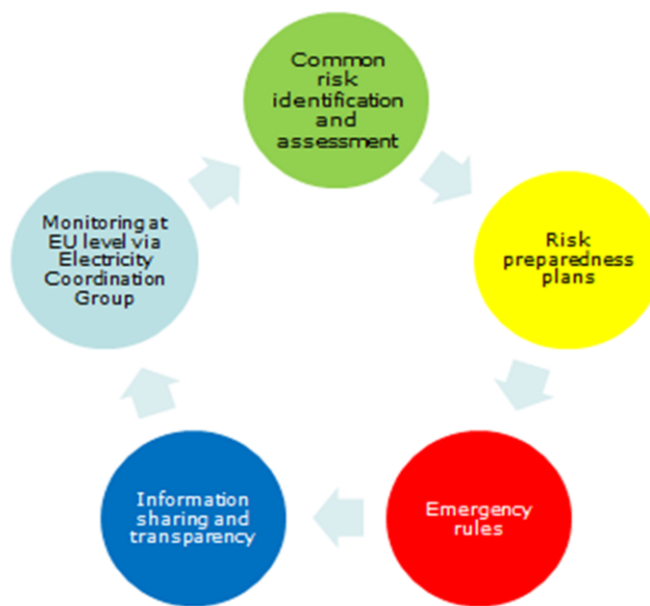 Common
risk
identification
and
assessment
Risk
preparedness
plans
Emergency
rules
Information
sharing and
transparency
Monitoring at
EU level via
Electricity
Coordination
Group